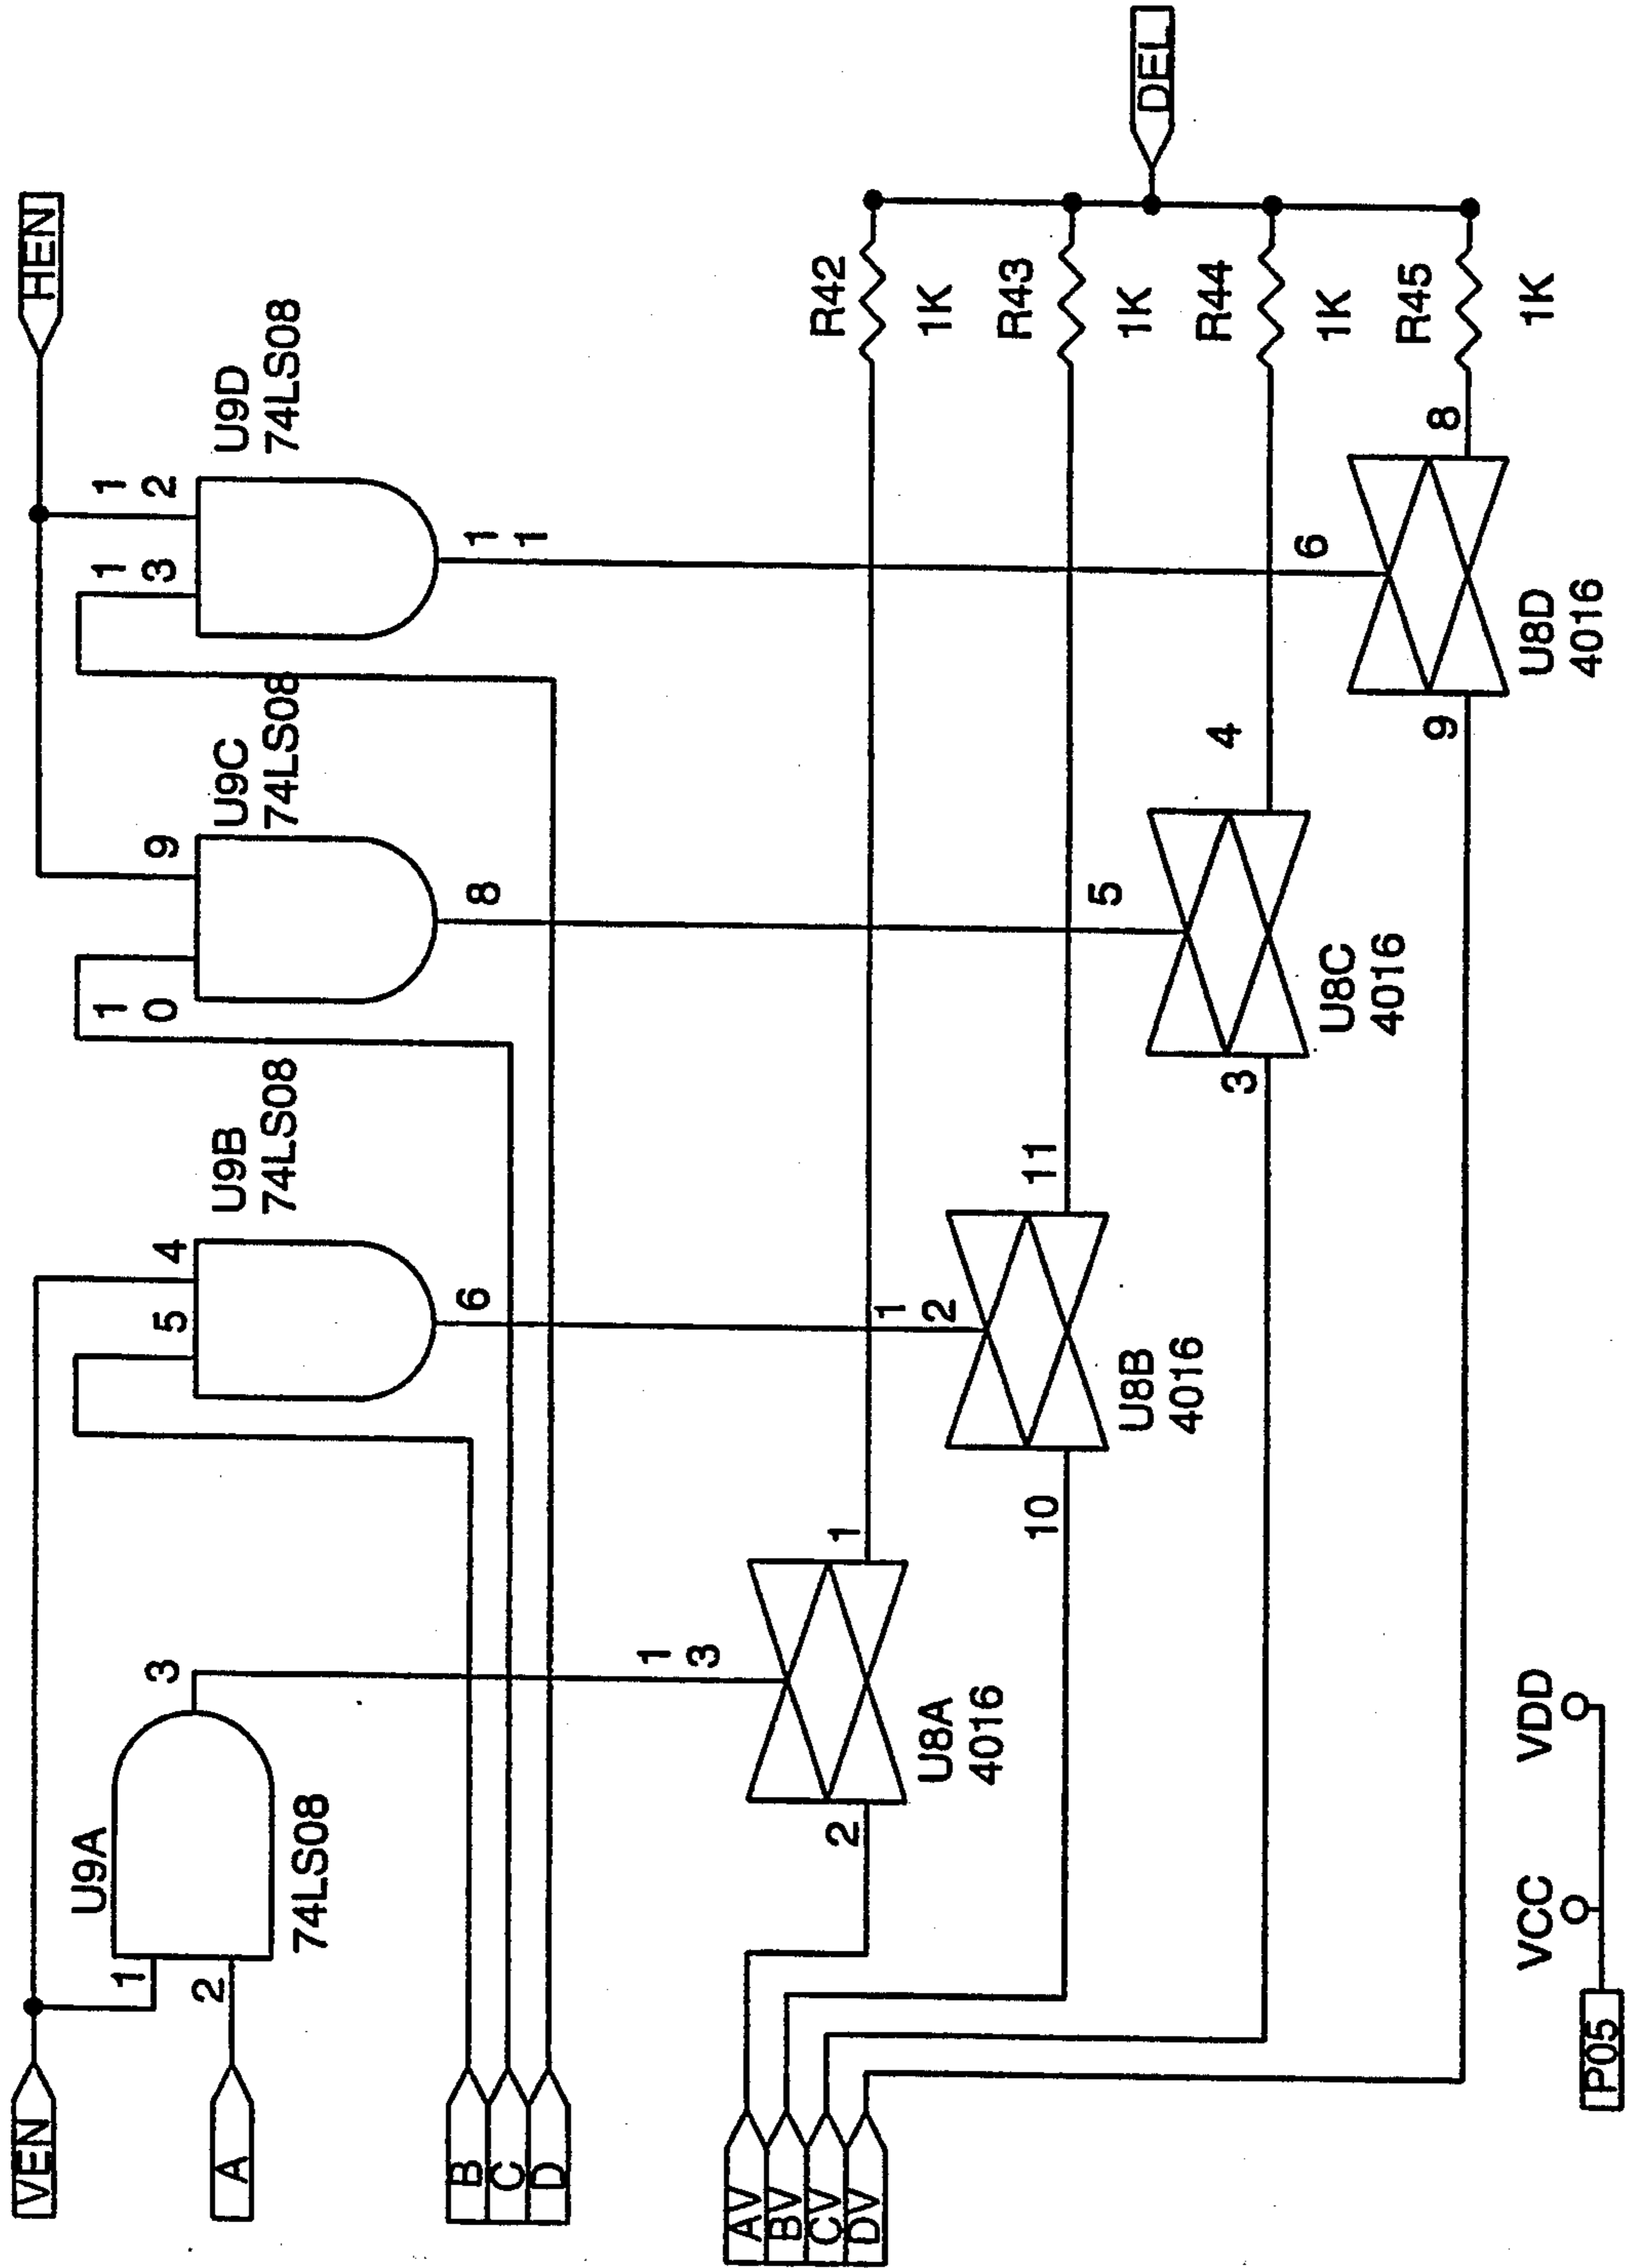 VEN
HEN
U9A
74LS08
1
2
3
A
U9B
74LS08
4
5
6
U9C
74LS08
9
1
0
8
U9D
74LS08
1
2
1
3
1
1
B
C
D
AV
BV
CV
DV
U8A
4016
2
1
1
3
U8B
4016
10
11
1
2
U8C
4016
3
4
5
U8D
4016
9
8
6
R42
1K
R43
1K
R44
1K
R45
1K
DEL
P05
VCC
VDD